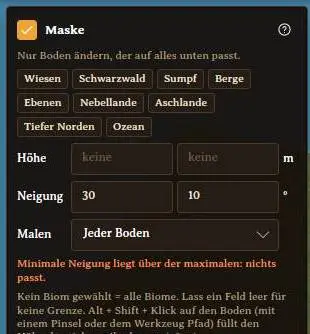 Maske
Nur Boden ändern, der auf alles unten passt.
Wiesen Schwarzwald Sumpf Berge
Ebenen Nebellande Aschlande
Tiefer Norden Ozean
Höhe keine keine m
Neigung 30 10 °
Malen Jeder Boden
Minimale Neigung liegt über der maximalen: nichts
passt.
Kein Biom gewählt = alle Biome. Lass ein Feld leer für
keine Grenze. Alt + Shift + Klick auf den Boden (mit
einem Pinsel oder dem Werkzeug Pfad) füllt den